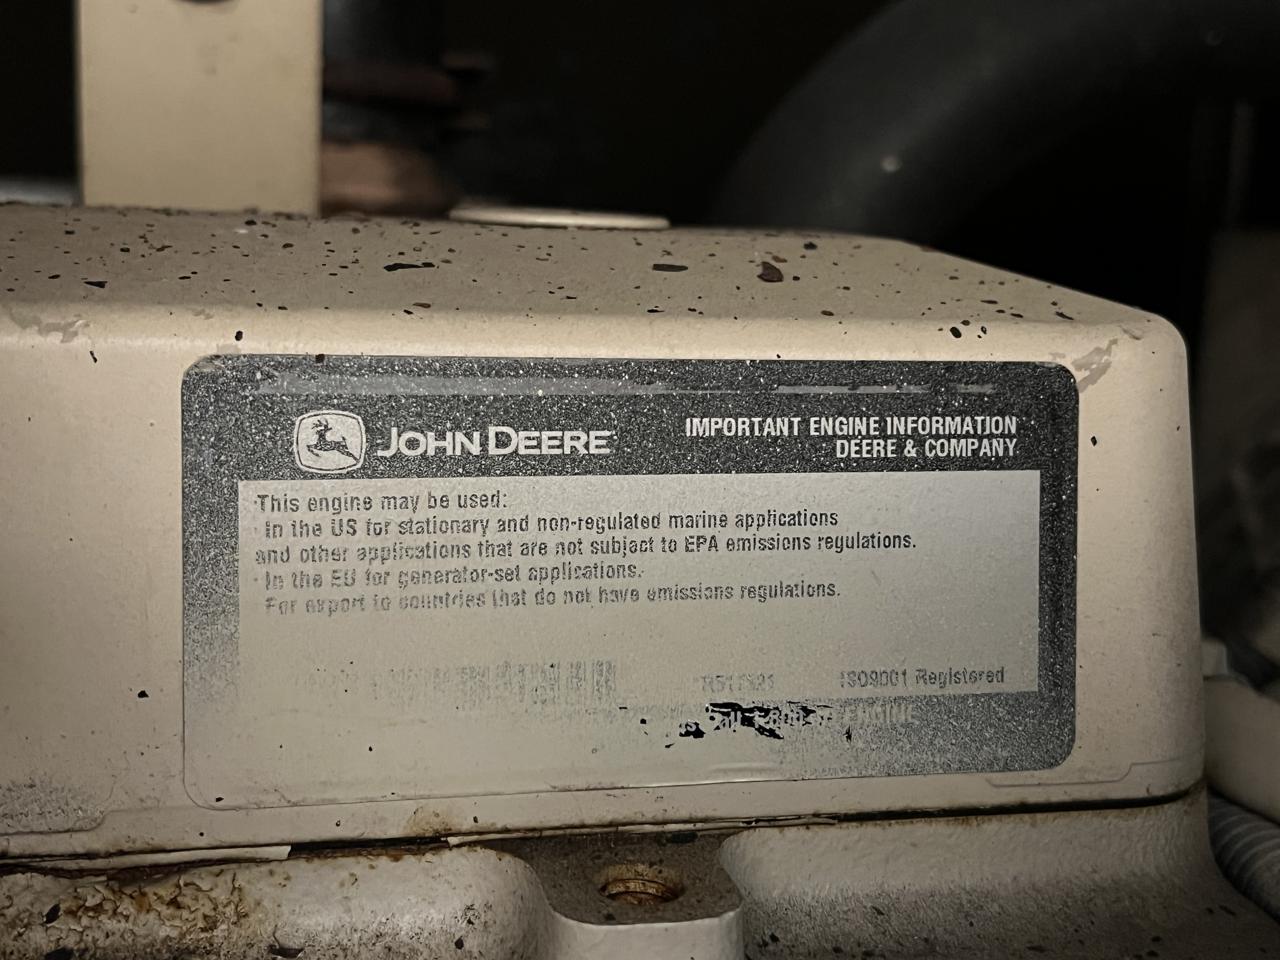 JOHN DEERE
IMPORTANT ENGINE INFORMATION
DEERE & COMPANY
This engine may be used:
· In the US for stationary and non-regulated marine applications
and other applications that are not subject to EPA emissions regulations.
· In the EU for generator-set applications.
For export to countries that do not have emissions regulations.
ISO9001 Registered
Call ENGINE